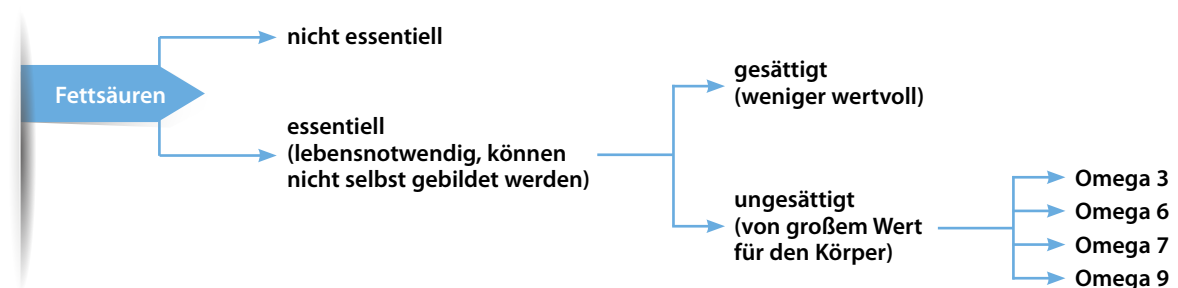 nicht essentiell
Fettsäuren
essentiell
(lebensnotwendig, können
nicht selbst gebildet werden)
gesättigt
(weniger wertvoll)
ungesättigt
(von großem Wert
für den Körper)
Omega 3
Omega 6
Omega 7
Omega 9